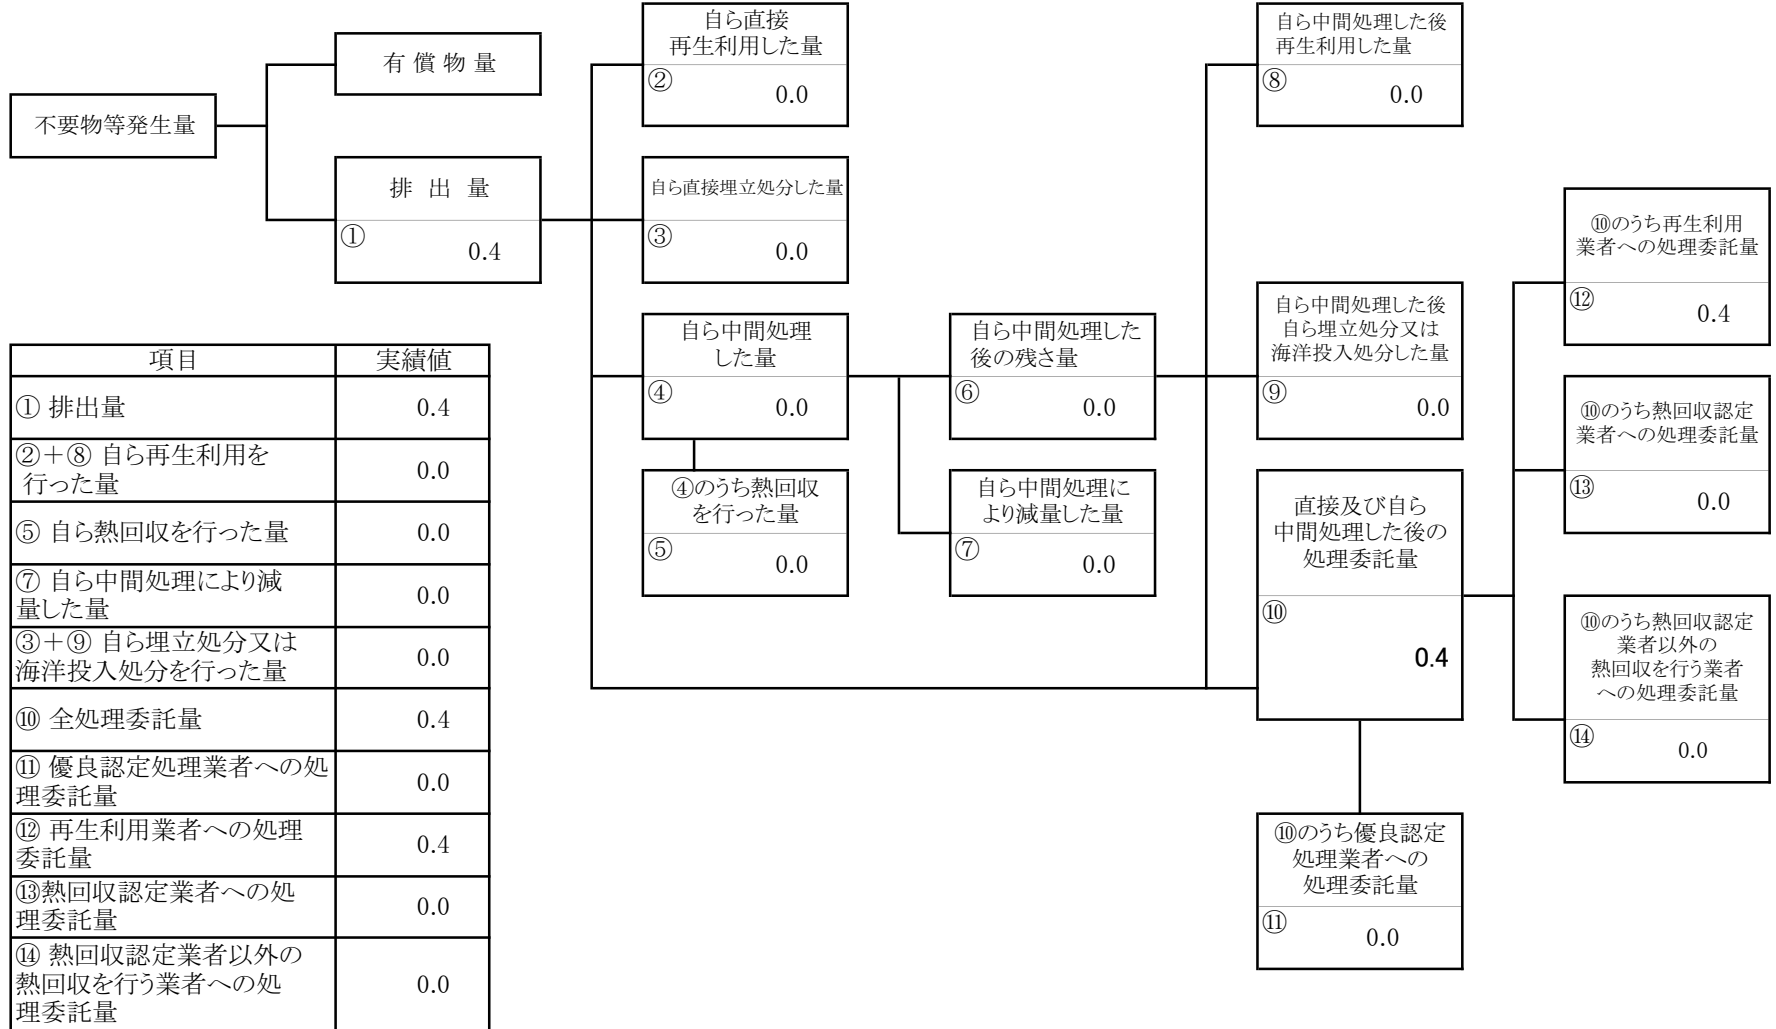 不要物等発生量
有 償 物 量
排 出 量
①
0.4
自ら直接
再生利用した量
②
0.0
自ら直接埋立処分した量
③
0.0
自ら中間処理
した量
④
0.0
④のうち熱回収
を行った量
⑤
0.0
自ら中間処理した
後の残さ量
⑥
0.0
自ら中間処理に
より減量した量
⑦
0.0
自ら中間処理した後
再生利用した量
⑧
0.0
自ら中間処理した後
自ら埋立処分又は
海洋投入処分した量
⑨
0.0
直接及び自ら
中間処理した後の
処理委託量
⑩
0.4
⑩のうち優良認定
処理業者への
処理委託量
⑪
0.0
⑩のうち再生利用
業者への処理委託量
⑫
0.4
⑩のうち熱回収認定
業者への処理委託量
⑬
0.0
⑩のうち熱回収認定
業者以外の
熱回収を行う業者
への処理委託量
⑭
0.0
項目 実績値
① 排出量 0.4
②+⑧ 自ら再生利用を
行った量 0.0
⑤ 自ら熱回収を行った量 0.0
⑦ 自ら中間処理により減
量した量 0.0
③+⑨ 自ら埋立処分又は
海洋投入処分を行った量 0.0
⑩ 全処理委託量 0.4
⑪ 優良認定処理業者への処
理委託量 0.0
⑫ 再生利用業者への処理
委託量 0.4
⑬熱回収認定業者への処
理委託量 0.0
⑭ 熱回収認定業者以外の
熱回収を行う業者への処
理委託量 0.0